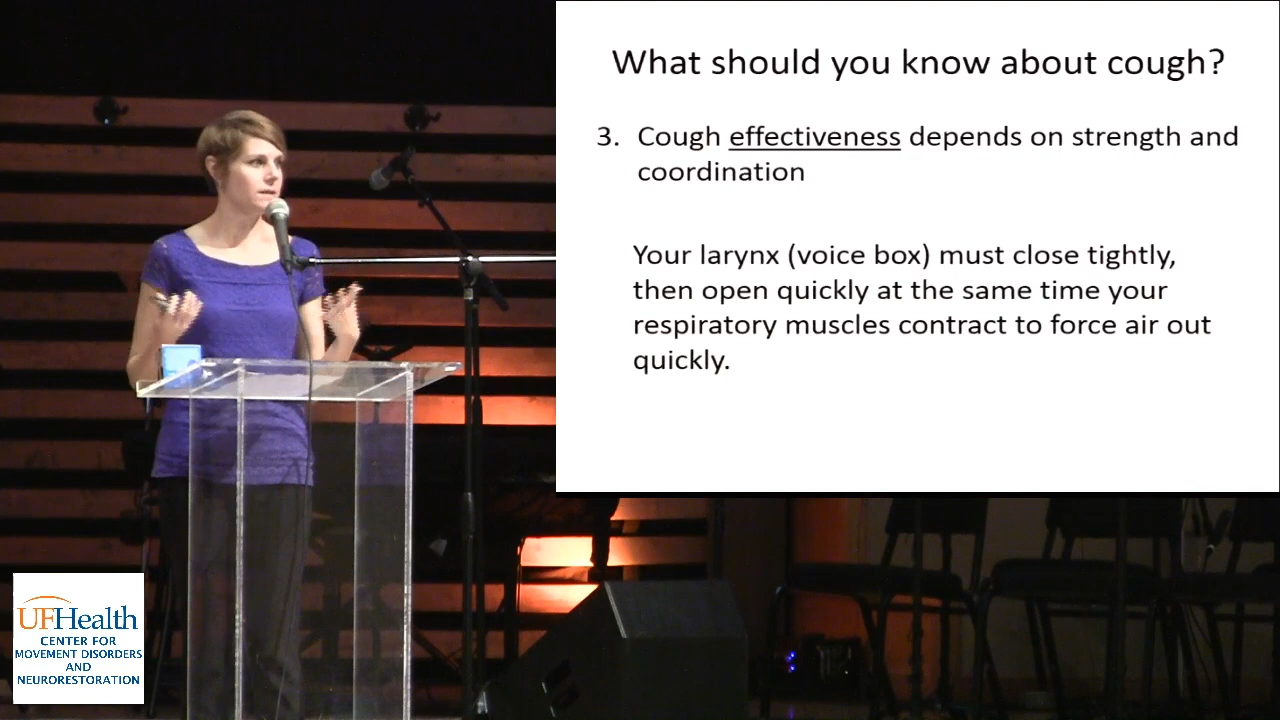 What should you know about cough?
3. Cough effectiveness depends on strength and
coordination
Your larynx (voice box) must close tightly,
then open quickly at the same time your
respiratory muscles contract to force air out
quickly.
UFHealth
CENTER FOR
MOVEMENT DISORDERS
AND
NEURORESTORATION